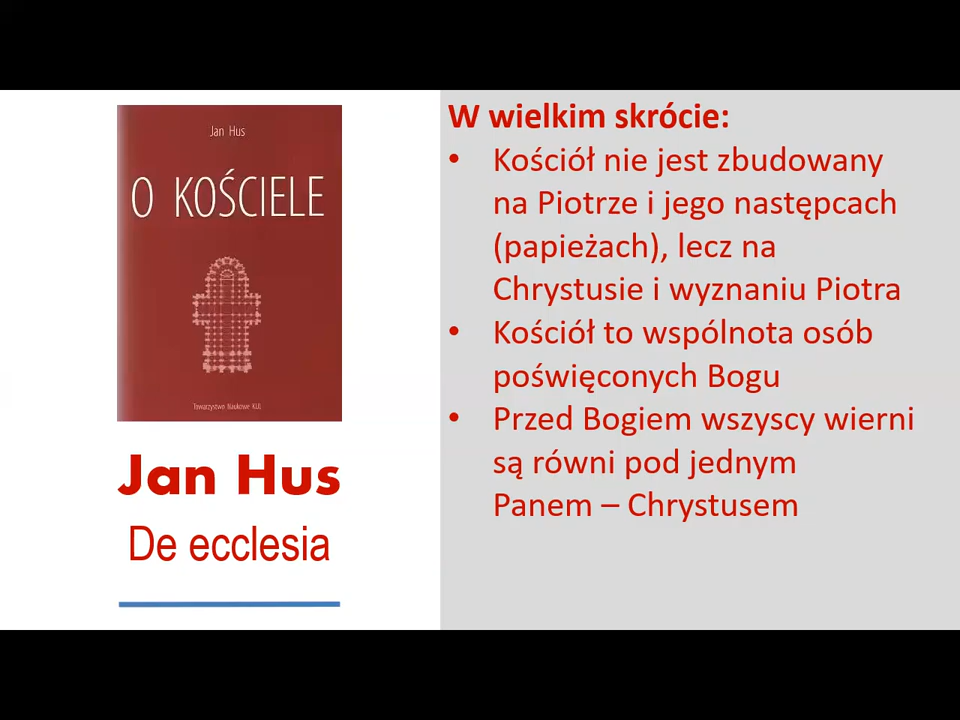 Jan Hus
O KOŚCIELE
Towarzystwo Naukowe KUL
Jan Hus
De ecclesia
W wielkim skrócie:
• Kościół nie jest zbudowany
na Piotrze i jego następcach
(papieżach), lecz na
Chrystusie i wyznaniu Piotra
• Kościół to wspólnota osób
poświęconych Bogu
• Przed Bogiem wszyscy wierni
są równi pod jednym
Panem – Chrystusem